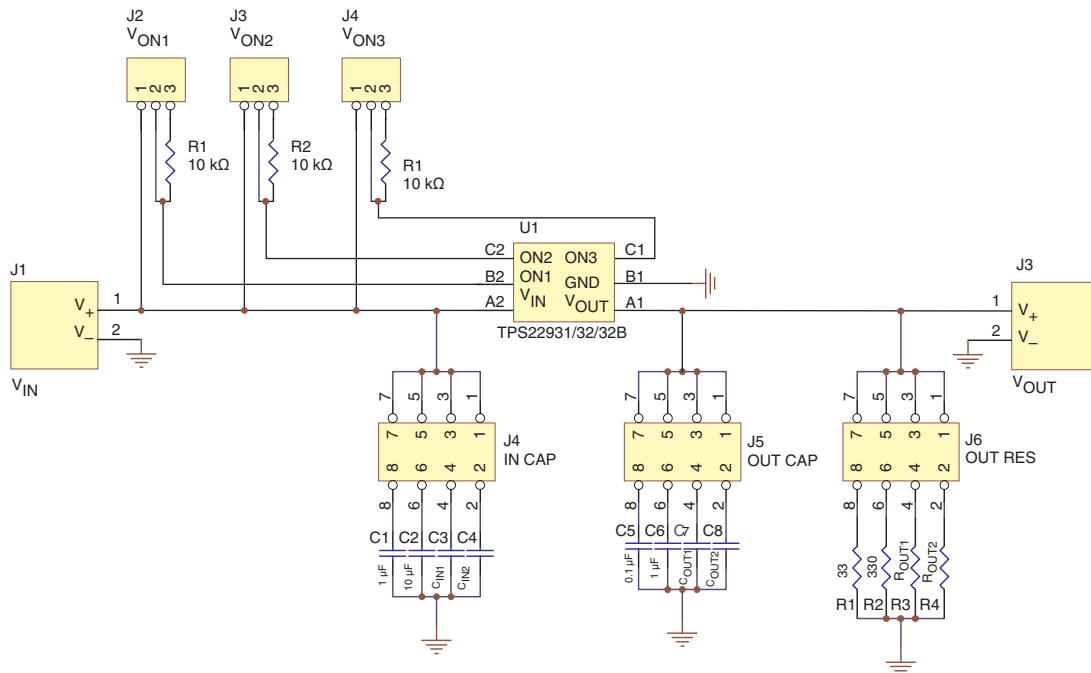 J2
VON1
J3
VON2
J4
VON3
1 2 3
1 2 3
1 2 3
R1
10 kΩ
R2
10 kΩ
R1
10 kΩ
U1
C2
ON2
ON3
C1
B2
ON1
GND
B1
A2
VIN
VOUT
A1
TPS22931/32/32B
J1
V+
1
V–
2
VIN
J3
1
V+
2
V–
VOUT
7 5 3 1
7 5 3 1
8 6 4 2
8 6 4 2
J4
IN CAP
C1 C2 C3 C4
1 µF
10 µF
CIN1
CIN2
7 5 3 1
7 5 3 1
8 6 4 2
8 6 4 2
J5
OUT CAP
C5 C6 C7 C8
0.1 µF
1 µF
COUT1
COUT2
7 5 3 1
7 5 3 1
8 6 4 2
8 6 4 2
J6
OUT RES
33
330
ROUT1
ROUT2
R1 R2 R3 R4